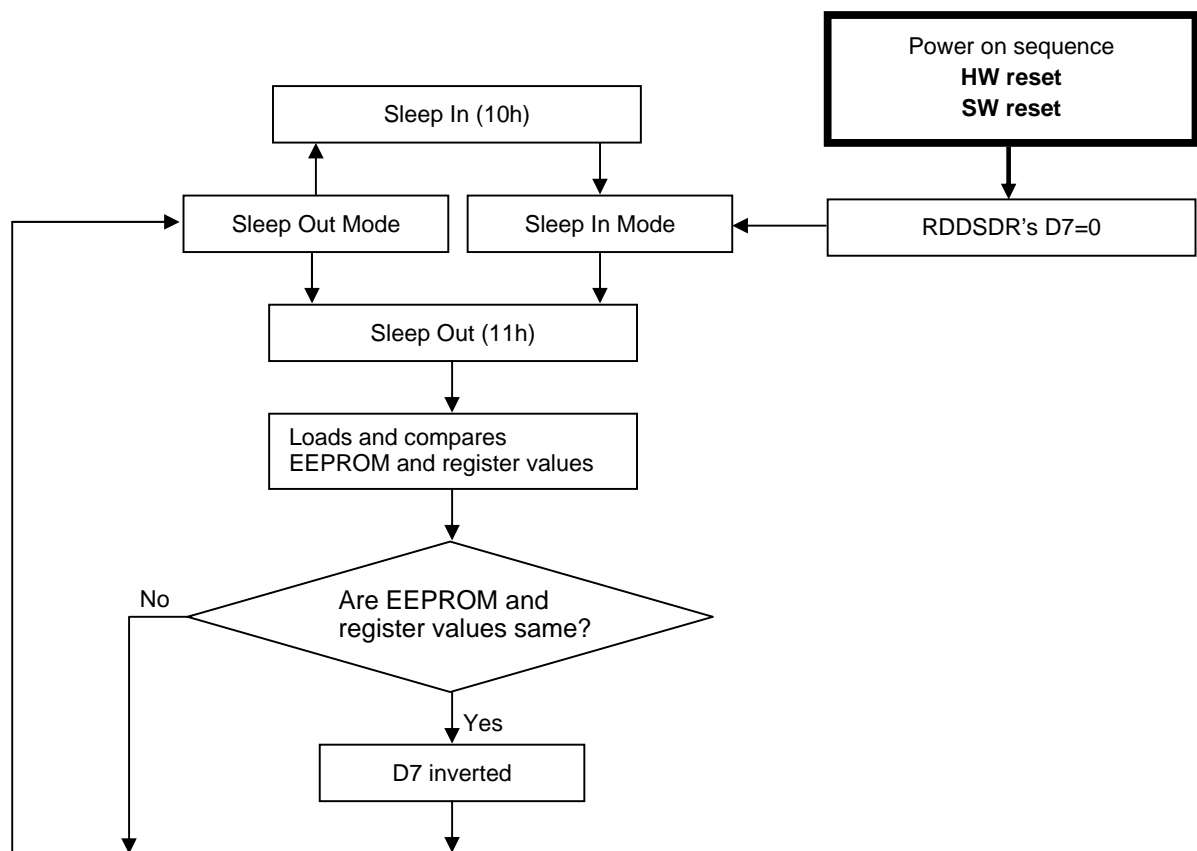 Power on sequence
HW reset
SW reset
Sleep In (10h)
Sleep Out Mode
Sleep In Mode
RDDSDR's D7=0
Sleep Out (11h)
Loads and compares
EEPROM and register values
Are EEPROM and
register values same?
No
Yes
D7 inverted